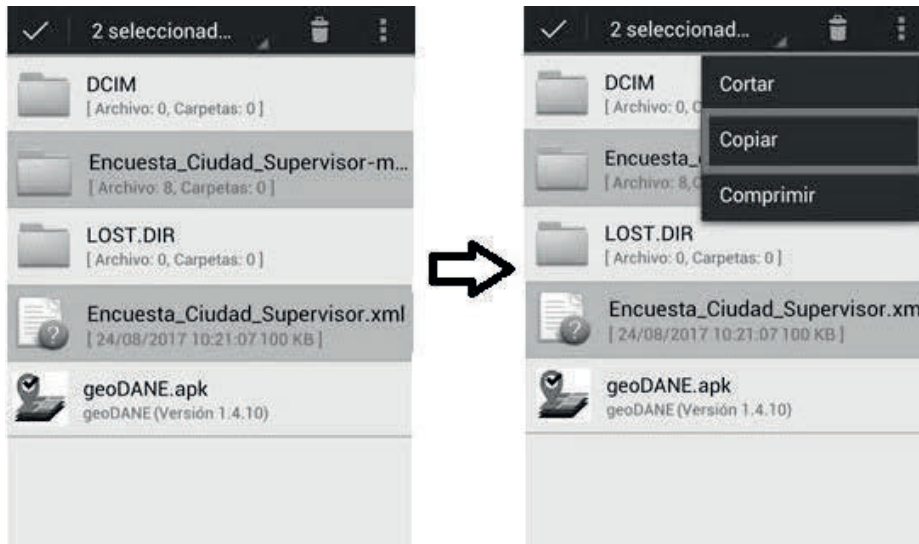 2 seleccionad...
DCIM
[ Archivo: 0, Carpetas: 0 ]
Encuesta_Ciudad_Supervisor-m...
[ Archivo: 8, Carpetas: 0 ]
LOST.DIR
[ Archivo: 0, Carpetas: 0 ]
Encuesta_Ciudad_Supervisor.xml
[ 24/08/2017 10:21:07 100 KB ]
geoDANE.apk
geoDANE (Versión 1.4.10)
2 seleccionad...
Cortar
Copiar
Comprimir
DCIM
[ Archivo: 0, C
Encuesta_
[ Archivo: 8, C
LOST.DIR
[ Archivo: 0, Carpetas: 0 ]
Encuesta_Ciudad_Supervisor.xm
[ 24/08/2017 10:21:07 100 KB ]
geoDANE.apk
geoDANE (Versión 1.4.10)